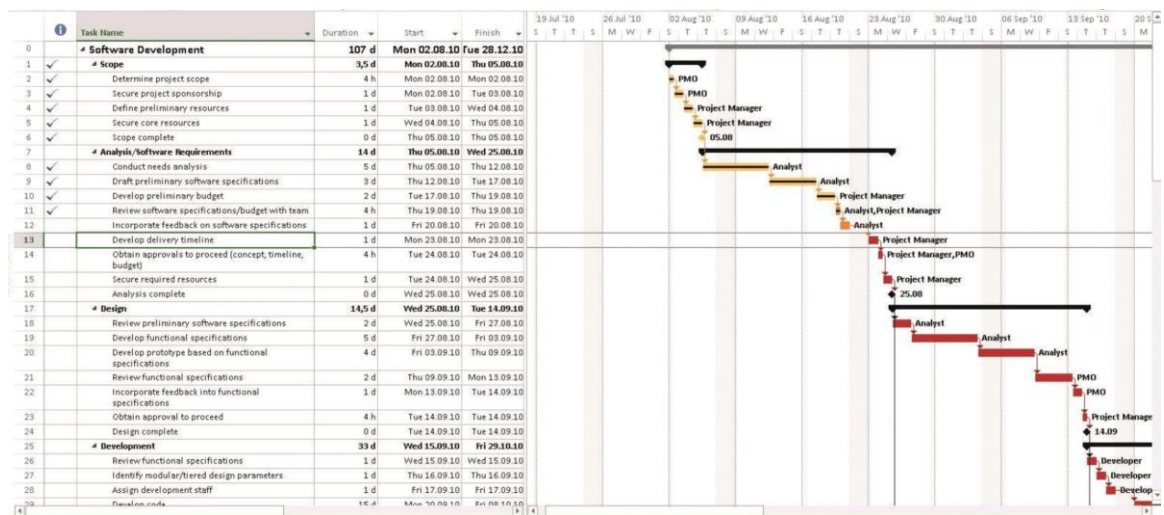 19 Jul '10 26 Jul '10 02 Aug '10 09 Aug '10 16 Aug '10 23 Aug '10 30 Aug '10 06 Sep '10 13 Sep '10 20 S
Task Name Duration Start Finish S T T S M W F S T T S M W F S T T S M W F S T T S M W F S T T S M
0 Software Development 107 d Mon 02.08.10 Tue 28.12.10
1 Scope 3,5 d Mon 02.08.10 Thu 05.08.10
2 Determine project scope 4 h Mon 02.08.10 Mon 02.08.10 PMO
3 Secure project sponsorship 1 d Mon 02.08.10 Tue 03.08.10 PMO
4 Define preliminary resources 1 d Tue 03.08.10 Wed 04.08.10 Project Manager
5 Secure core resources 1 d Wed 04.08.10 Thu 05.08.10 Project Manager
6 Scope complete 0 d Thu 05.08.10 Thu 05.08.10 05.08
7 Analysis/Software Requirements 14 d Thu 05.08.10 Wed 25.08.10
8 Conduct needs analysis 5 d Thu 05.08.10 Thu 12.08.10 Analyst
9 Draft preliminary software specifications 3 d Thu 12.08.10 Tue 17.08.10 Analyst
10 Develop preliminary budget 2 d Tue 17.08.10 Thu 19.08.10 Project Manager
11 Review software specifications/budget with team 4 h Thu 19.08.10 Thu 19.08.10 Analyst,Project Manager
12 Incorporate feedback on software specifications 1 d Fri 20.08.10 Fri 20.08.10 Analyst
13 Develop delivery timeline 1 d Mon 23.08.10 Mon 23.08.10 Project Manager
14 Obtain approvals to proceed (concept, timeline, 4 h Tue 24.08.10 Tue 24.08.10 Project Manager,PMO
budget)
15 Secure required resources 1 d Tue 24.08.10 Wed 25.08.10 Project Manager
16 Analysis complete 0 d Wed 25.08.10 Wed 25.08.10 25.08
17 Design 14,5 d Wed 25.08.10 Tue 14.09.10
18 Review preliminary software specifications 2 d Wed 25.08.10 Fri 27.08.10 Analyst
19 Develop functional specifications 5 d Fri 27.08.10 Fri 03.09.10 Analyst
20 Develop prototype based on functional 4 d Fri 03.09.10 Thu 09.09.10 Analyst
specifications
21 Review functional specifications 2 d Thu 09.09.10 Mon 13.09.10 PMO
22 Incorporate feedback into functional 1 d Mon 13.09.10 Tue 14.09.10 PMO
specifications
23 Obtain approval to proceed 4 h Tue 14.09.10 Tue 14.09.10 Project Manage
24 Design complete 0 d Tue 14.09.10 Tue 14.09.10 14.09
25 Development 33 d Wed 15.09.10 Fri 29.10.10
26 Review functional specifications 1 d Wed 15.09.10 Wed 15.09.10 Developer
27 Identify modular/tiered design parameters 1 d Thu 16.09.10 Thu 16.09.10 Developer
28 Assign development staff 1 d Fri 17.09.10 Fri 17.09.10 Develop
29 Develop code 15 d Mon 20.09.10 Fri 08.10.10